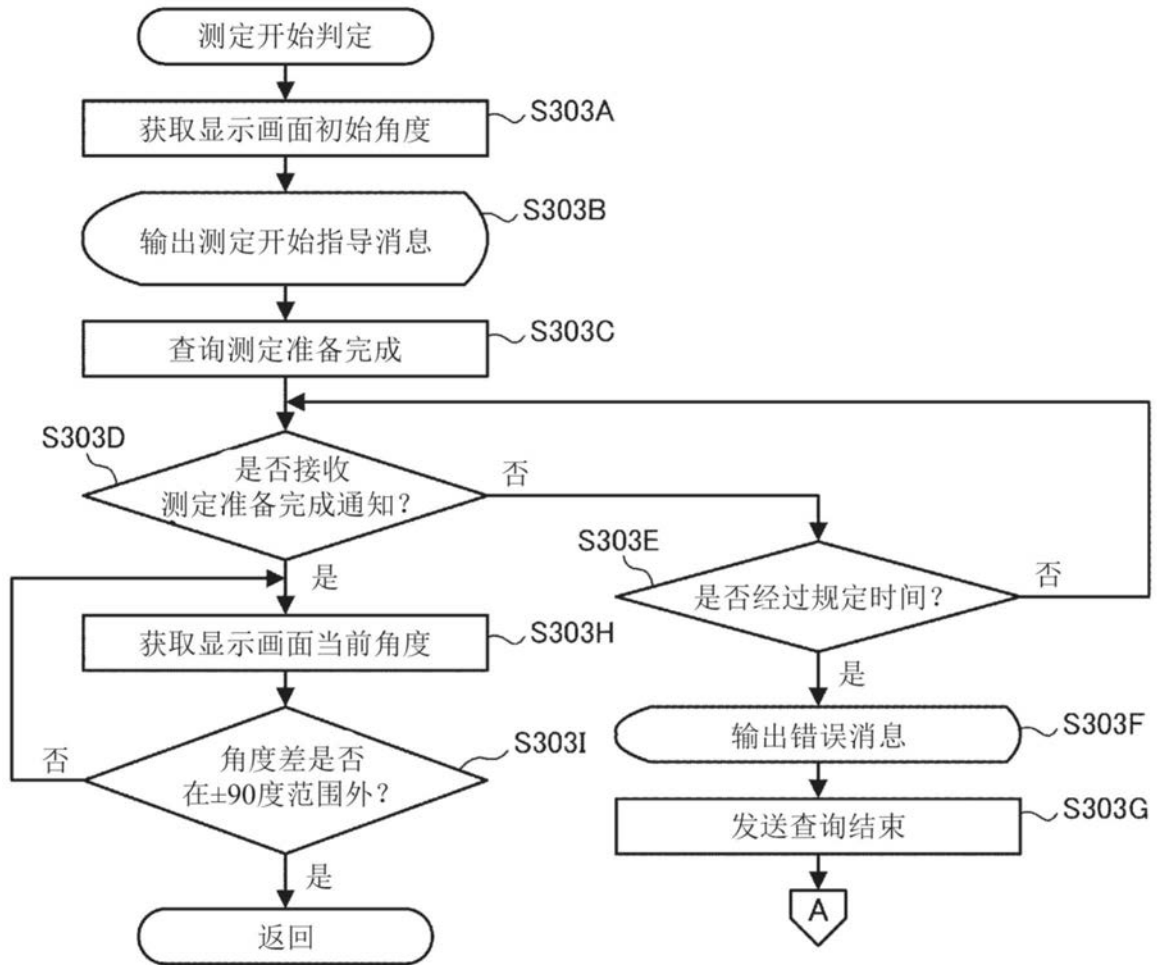 测定开始判定
获取显示画面初始角度
S303A
输出测定开始指导消息
S303B
查询测定准备完成
S303C
S303D
是否接收
测定准备完成通知?
否
是
S303E
是否经过规定时间?
否
是
获取显示画面当前角度
S303H
角度差是否
在±90度范围外?
S303I
否
是
返回
输出错误消息
S303F
发送查询结束
S303G
A